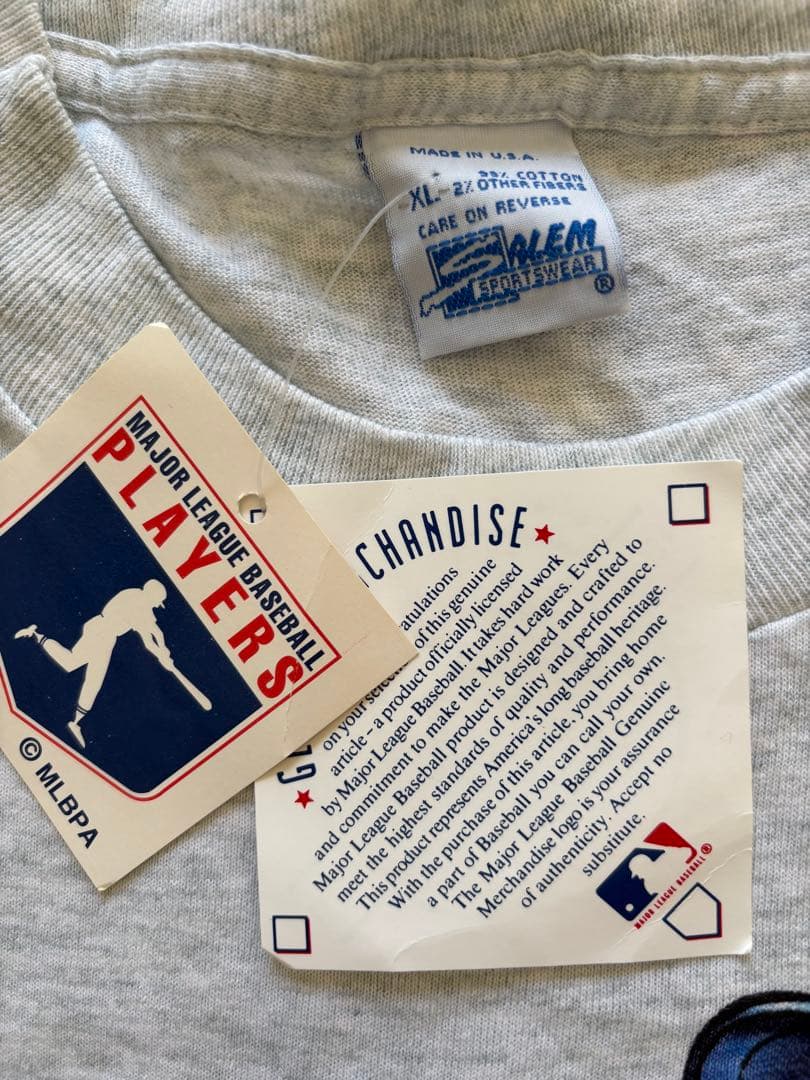 MADE IN U.S.A.
XL- 2% OTHER FIBERS
COTTON
CARE ON REVERSE
SALEM
SPORTSWEAR
®
MAJOR LEAGUE BASEBALL
PLAYERS
© MLBPA
CHANDISE
atulations
on your selec of this genuine
article - a product officially licensed
by Major League Baseball. It takes hard work
and commitment to make the Major Leagues. Every
Major League Baseball product is designed and crafted to
meet the highest standards of quality and performance.
This product represents America's long baseball heritage.
With the purchase of this article, you bring home
a part of Baseball you can call your own.
The Major League Baseball Genuine
Merchandise logo is your assurance
of authenticity. Accept no
substitute.
MAJOR LEAGUE BASEBALL®